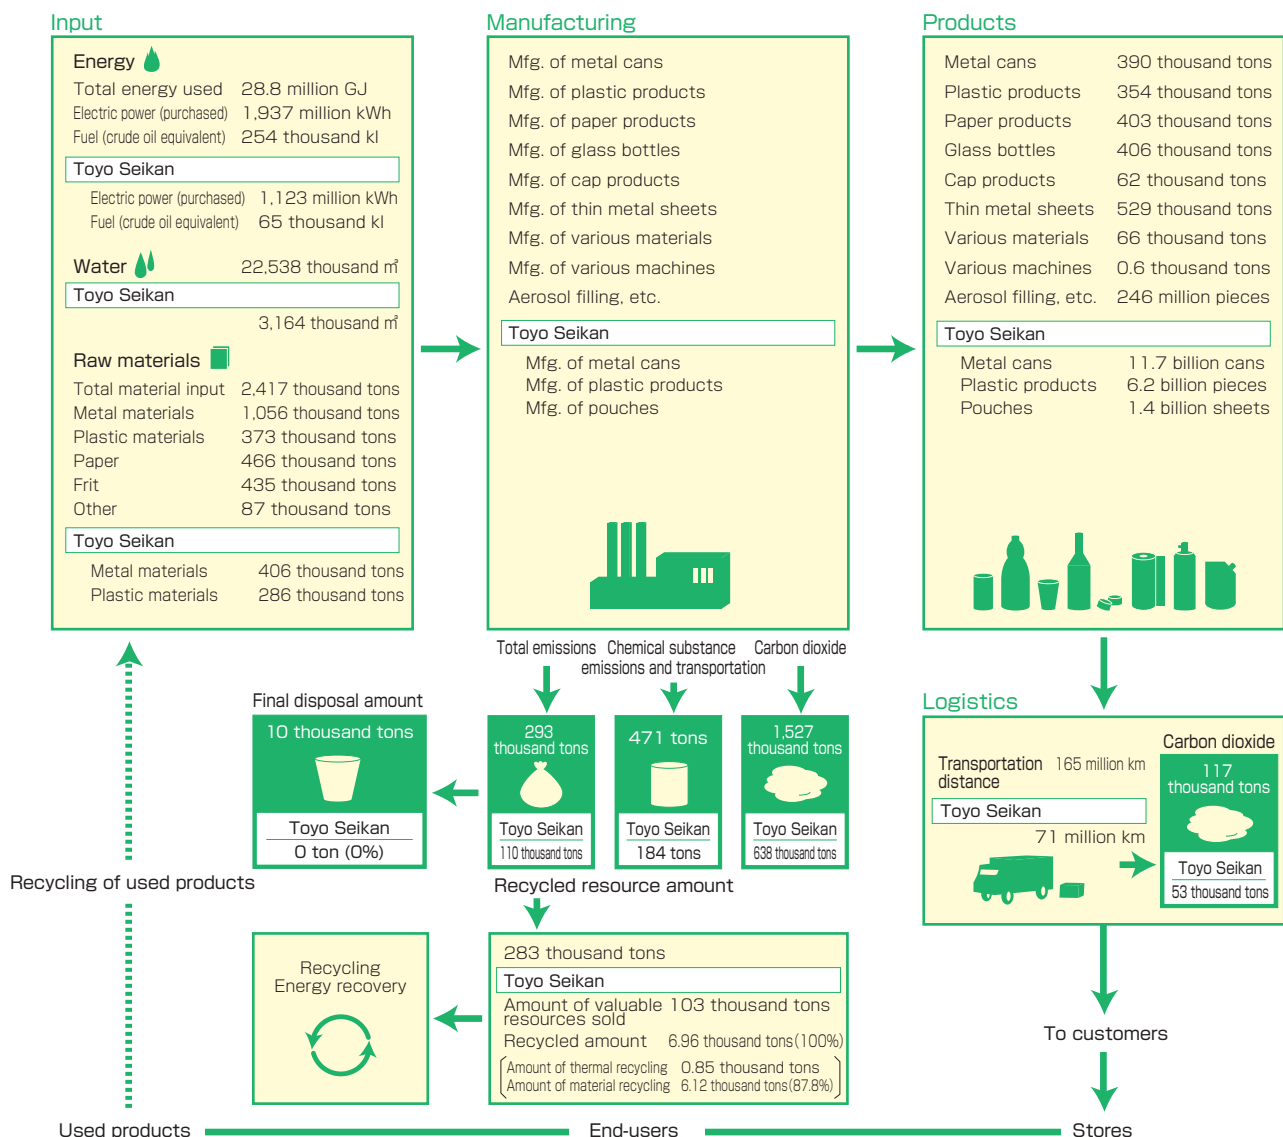 Input
Energy
Total energy used 28.8 million GJ
Electric power (purchased) 1,937 million kWh
Fuel (crude oil equivalent) 254 thousand kl
Toyo Seikan
Electric power (purchased) 1,123 million kWh
Fuel (crude oil equivalent) 65 thousand kl
Water 22,538 thousand ㎥
Toyo Seikan
3,164 thousand ㎥
Raw materials
Total material input 2,417 thousand tons
Metal materials 1,056 thousand tons
Plastic materials 373 thousand tons
Paper 466 thousand tons
Frit 435 thousand tons
Other 87 thousand tons
Toyo Seikan
Metal materials 406 thousand tons
Plastic materials 286 thousand tons
Manufacturing
Mfg. of metal cans
Mfg. of plastic products
Mfg. of paper products
Mfg. of glass bottles
Mfg. of cap products
Mfg. of thin metal sheets
Mfg. of various materials
Mfg. of various machines
Aerosol filling, etc.
Toyo Seikan
Mfg. of metal cans
Mfg. of plastic products
Mfg. of pouches
Products
Metal cans 390 thousand tons
Plastic products 354 thousand tons
Paper products 403 thousand tons
Glass bottles 406 thousand tons
Cap products 62 thousand tons
Thin metal sheets 529 thousand tons
Various materials 66 thousand tons
Various machines 0.6 thousand tons
Aerosol filling, etc. 246 million pieces
Toyo Seikan
Metal cans 11.7 billion cans
Plastic products 6.2 billion pieces
Pouches 1.4 billion sheets
Total emissions
Chemical substance
emissions and transportation
Carbon dioxide
Final disposal amount
10 thousand tons
Toyo Seikan
0 ton (0%)
293
thousand tons
Toyo Seikan
110 thousand tons
471 tons
Toyo Seikan
184 tons
1,527
thousand tons
Toyo Seikan
638 thousand tons
Logistics
Transportation
distance
165 million km
Toyo Seikan
71 million km
Carbon dioxide
117
thousand tons
Toyo Seikan
53 thousand tons
Recycling of used products
Recycled resource amount
283 thousand tons
Toyo Seikan
Amount of valuable 103 thousand tons
resources sold
Recycled amount 6.96 thousand tons(100%)
Amount of thermal recycling 0.85 thousand tons
Amount of material recycling 6.12 thousand tons(87.8%)
Recycling
Energy recovery
To customers
Used products
End-users
Stores